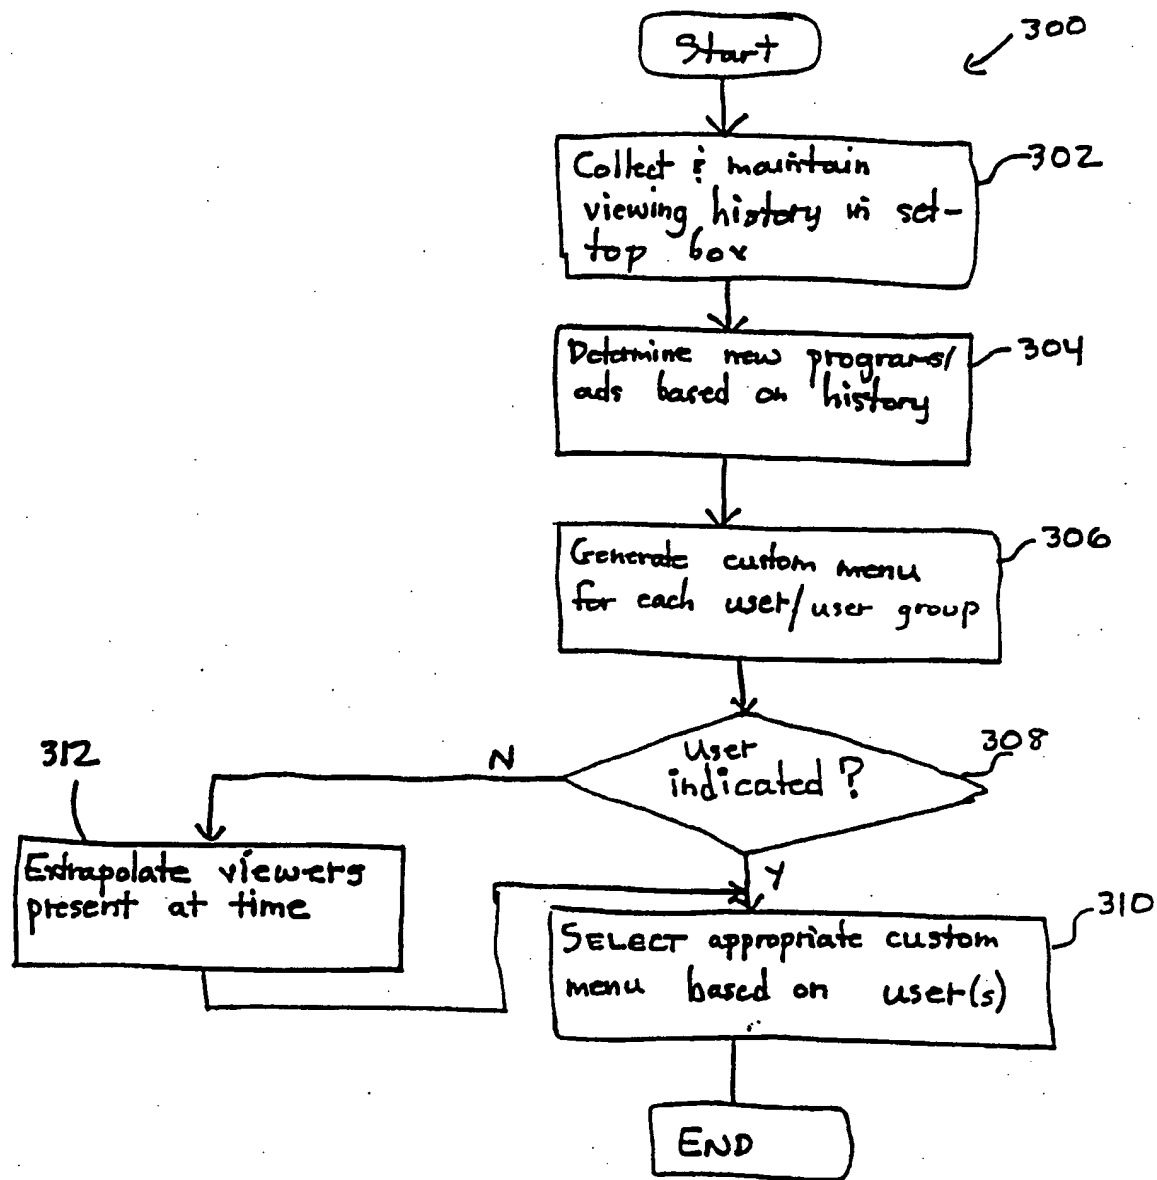 Start
300
Collect & maintain
viewing history in set-
top box
302
Determine new programs/
ads based on history
304
Generate custom menu
for each user/user group
306
User
indicated?
308
N
312
Extrapolate viewers
present at time
Y
SELECT appropriate custom
menu based on user(s)
310
END